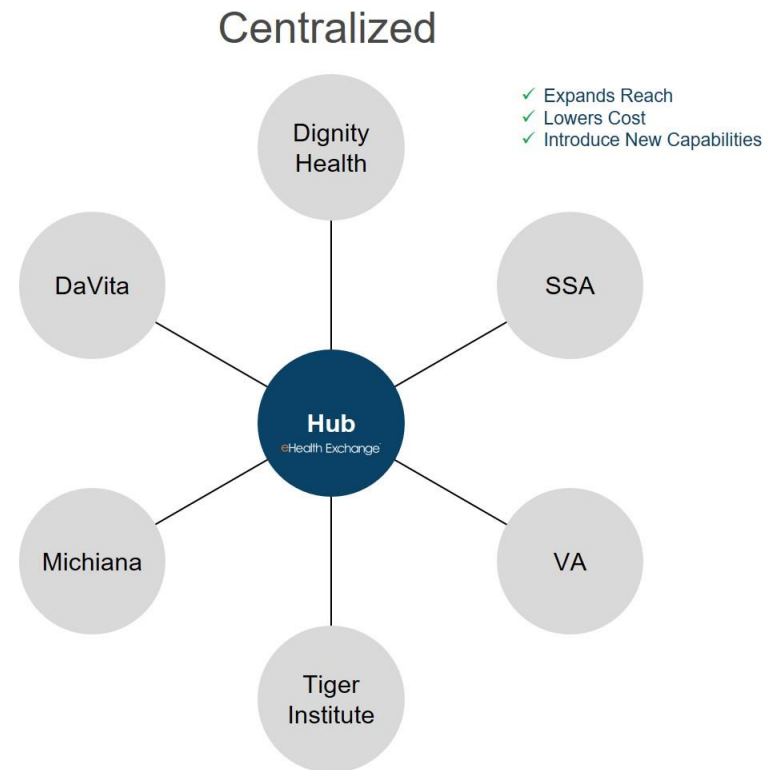 Centralized
✓ Expands Reach
✓ Lowers Cost
✓ Introduce New Capabilities
Dignity
Health
DaVita
SSA
Hub
eHealth Exchange
Michiana
VA
Tiger
Institute